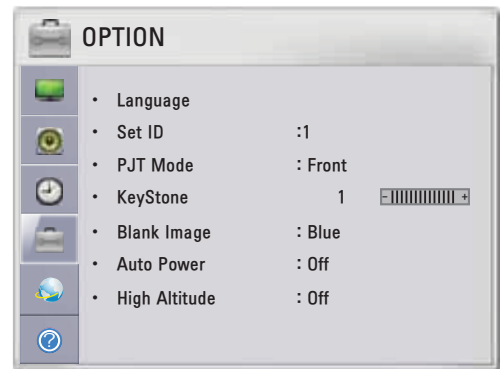 OPTION
• Language
• Set ID :1
• PJT Mode : Front
• KeyStone 1 - +
• Blank Image : Blue
• Auto Power : Off
• High Altitude : Off
?